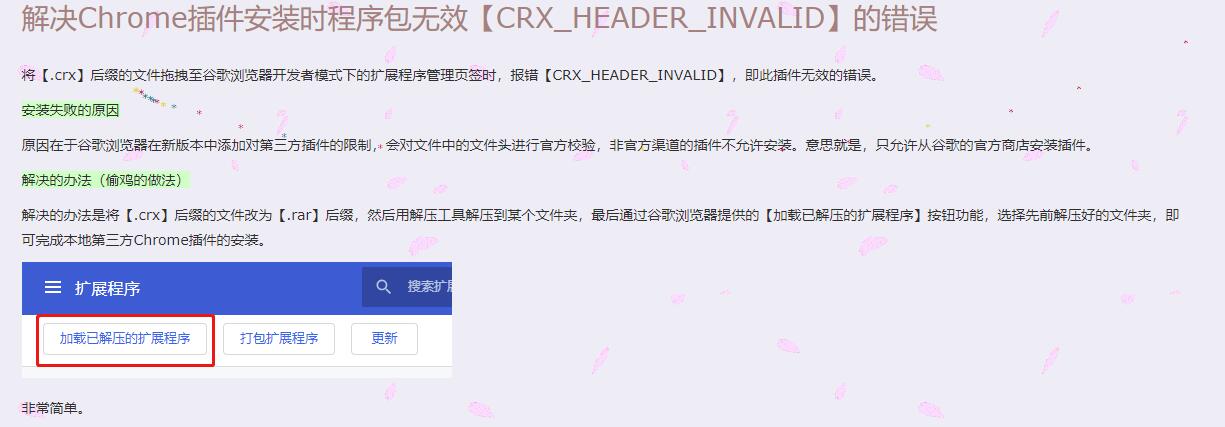 解决Chrome插件安装时程序包无效【CRX_HEADER_INVALID】的错误
将【.crx】后缀的文件拖拽至谷歌浏览器开发者模式下的扩展程序管理页签时，报错【CRX_HEADER_INVALID】，即此插件无效的错误。
安装失败的原因
原因在于谷歌浏览器在新版本中添加对第三方插件的限制，会对文件中的文件头进行官方校验，非官方渠道的插件不允许安装。意思就是，只允许从谷歌的官方商店安装插件。
解决的办法（偷鸡的做法）
解决的办法是将【.crx】后缀的文件改为【.rar】后缀，然后用解压工具解压到某个文件夹，最后通过谷歌浏览器提供的【加载已解压的扩展程序】按钮功能，选择先前解压好的文件夹，即
可完成本地第三方Chrome插件的安装。
扩展程序 搜索扩展
加载已解压的扩展程序 打包扩展程序 更新
非常简单。